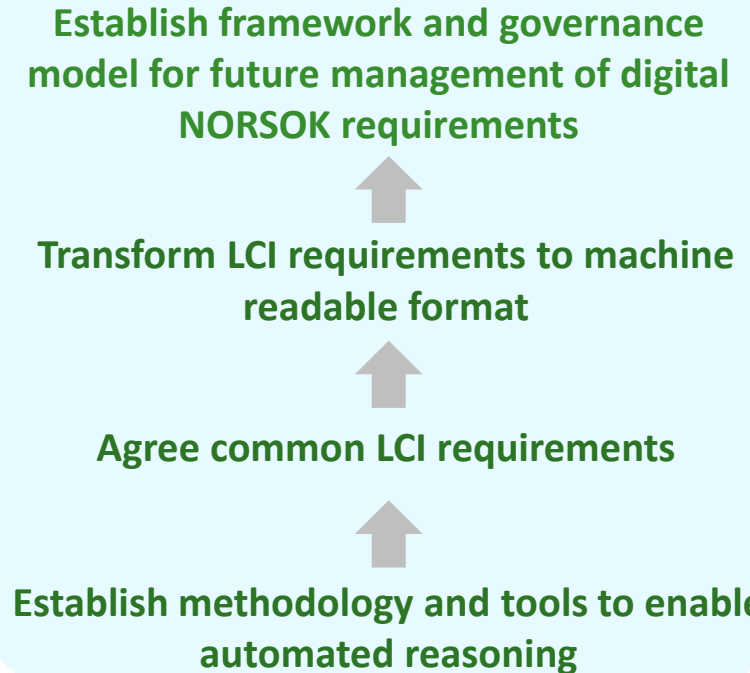 Establish framework and governance
model for future management of digital
NORSOK requirements
Transform LCI requirements to machine
readable format
Agree common LCI requirements
Establish methodology and tools to enable
automated reasoning